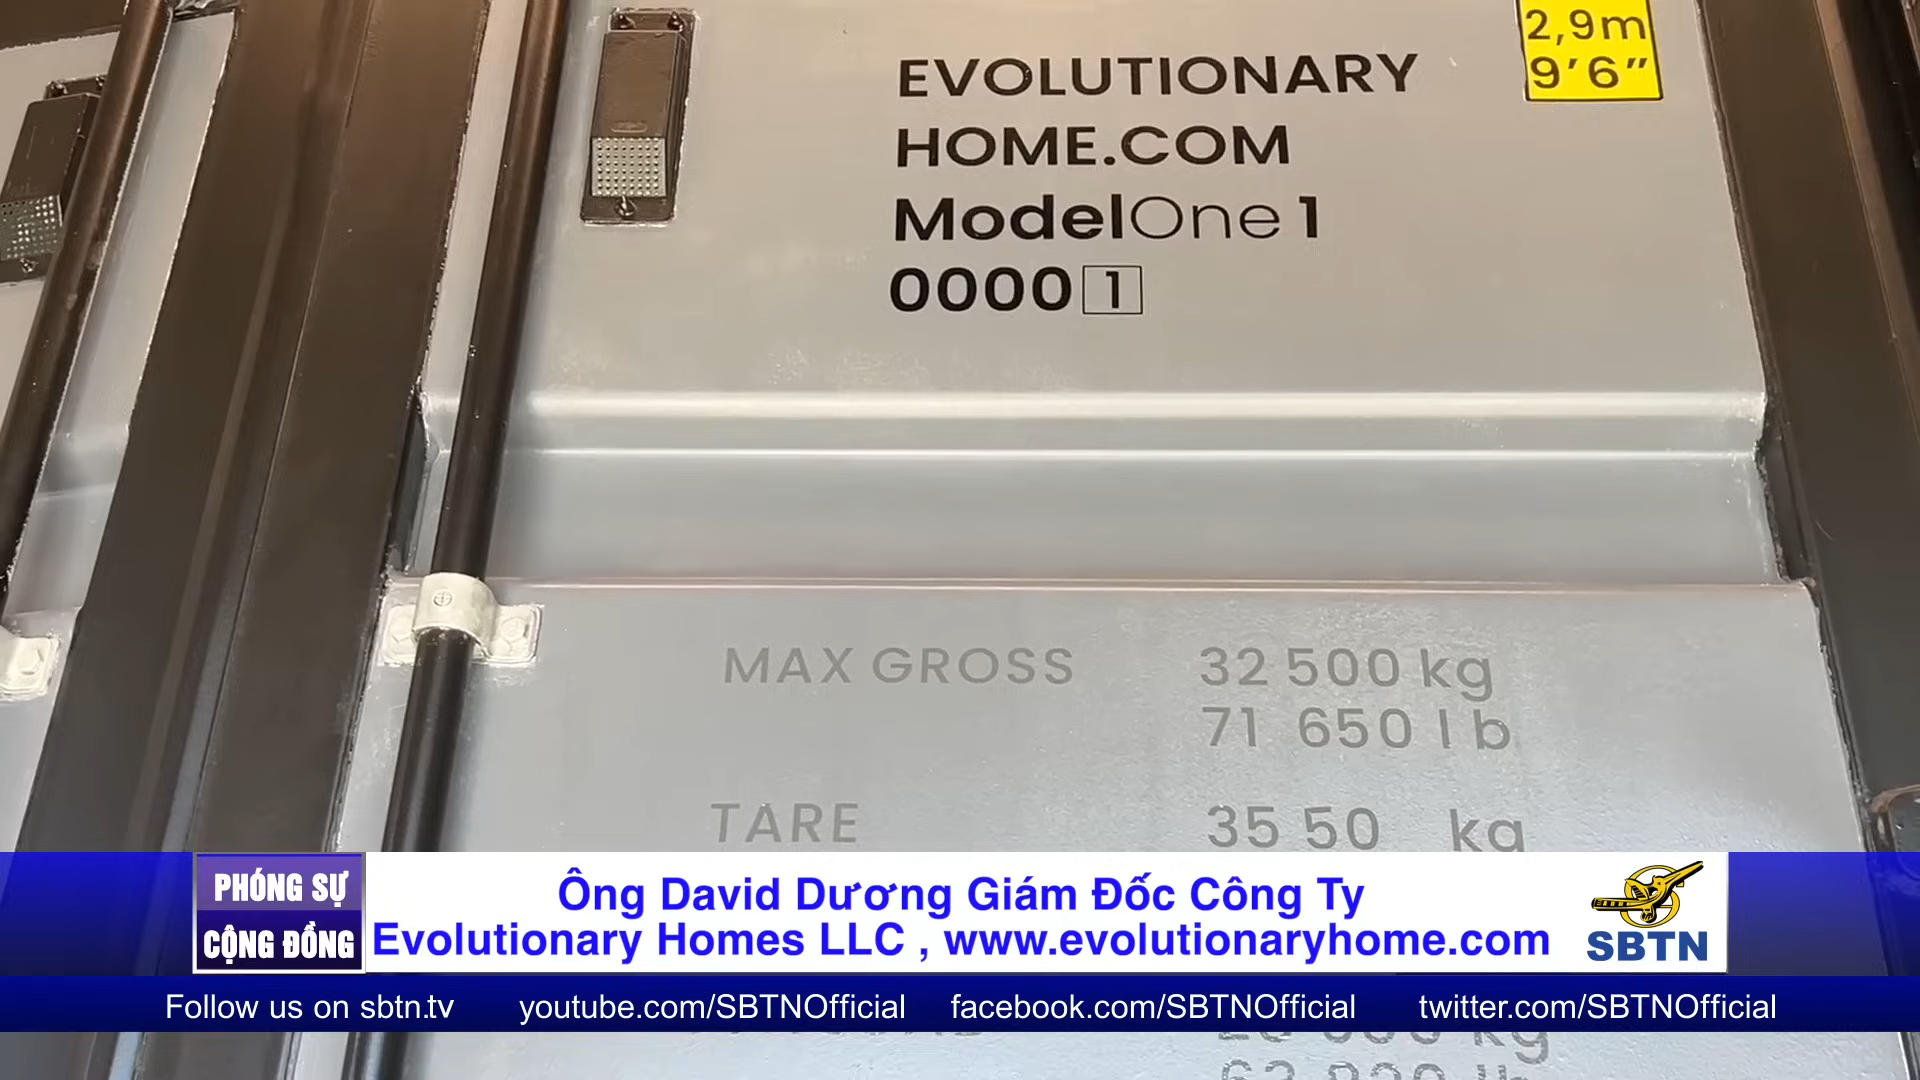 2,9m
9'6"
EVOLUTIONARY
HOME.COM
ModelOne 1
0000 1
MAX GROSS 32 500 kg
71 650 lb
TARE 35 50 kg
PHÓNG SỰ
CỘNG ĐỒNG
Ông David Dương Giám Đốc Công Ty
Evolutionary Homes LLC , www.evolutionaryhome.com
SBTN
Follow us on sbtn.tv youtube.com/SBTNOfficial facebook.com/SBTNOfficial twitter.com/SBTNOfficial